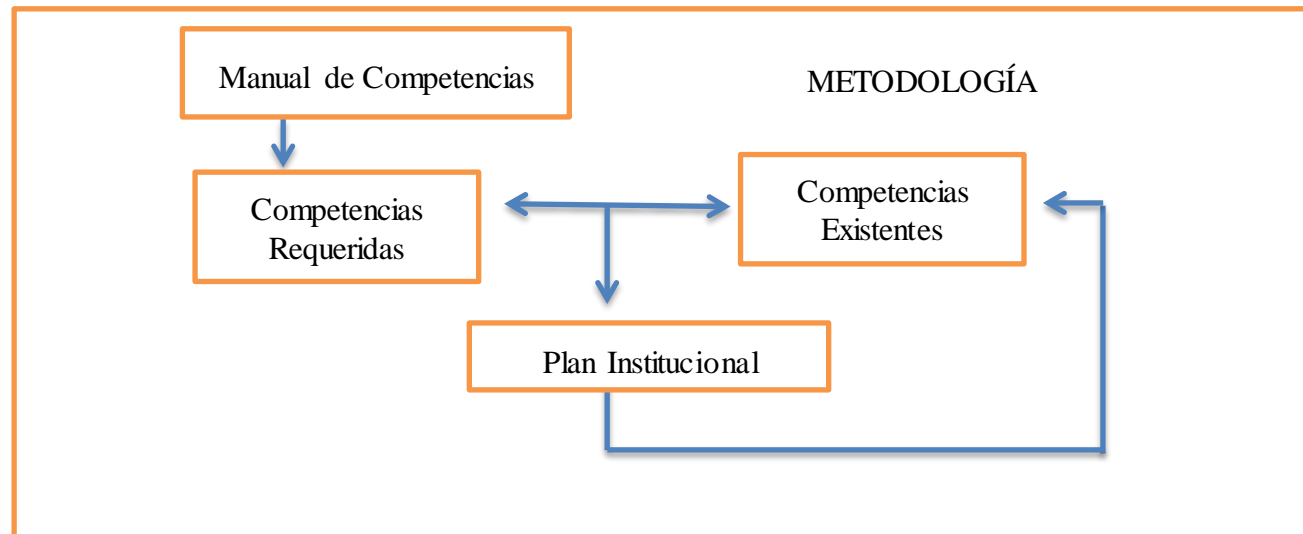 Manual de Competencias
METODOLOGÍA
Competencias
Requeridas
Competencias
Existentes
Plan Institucional